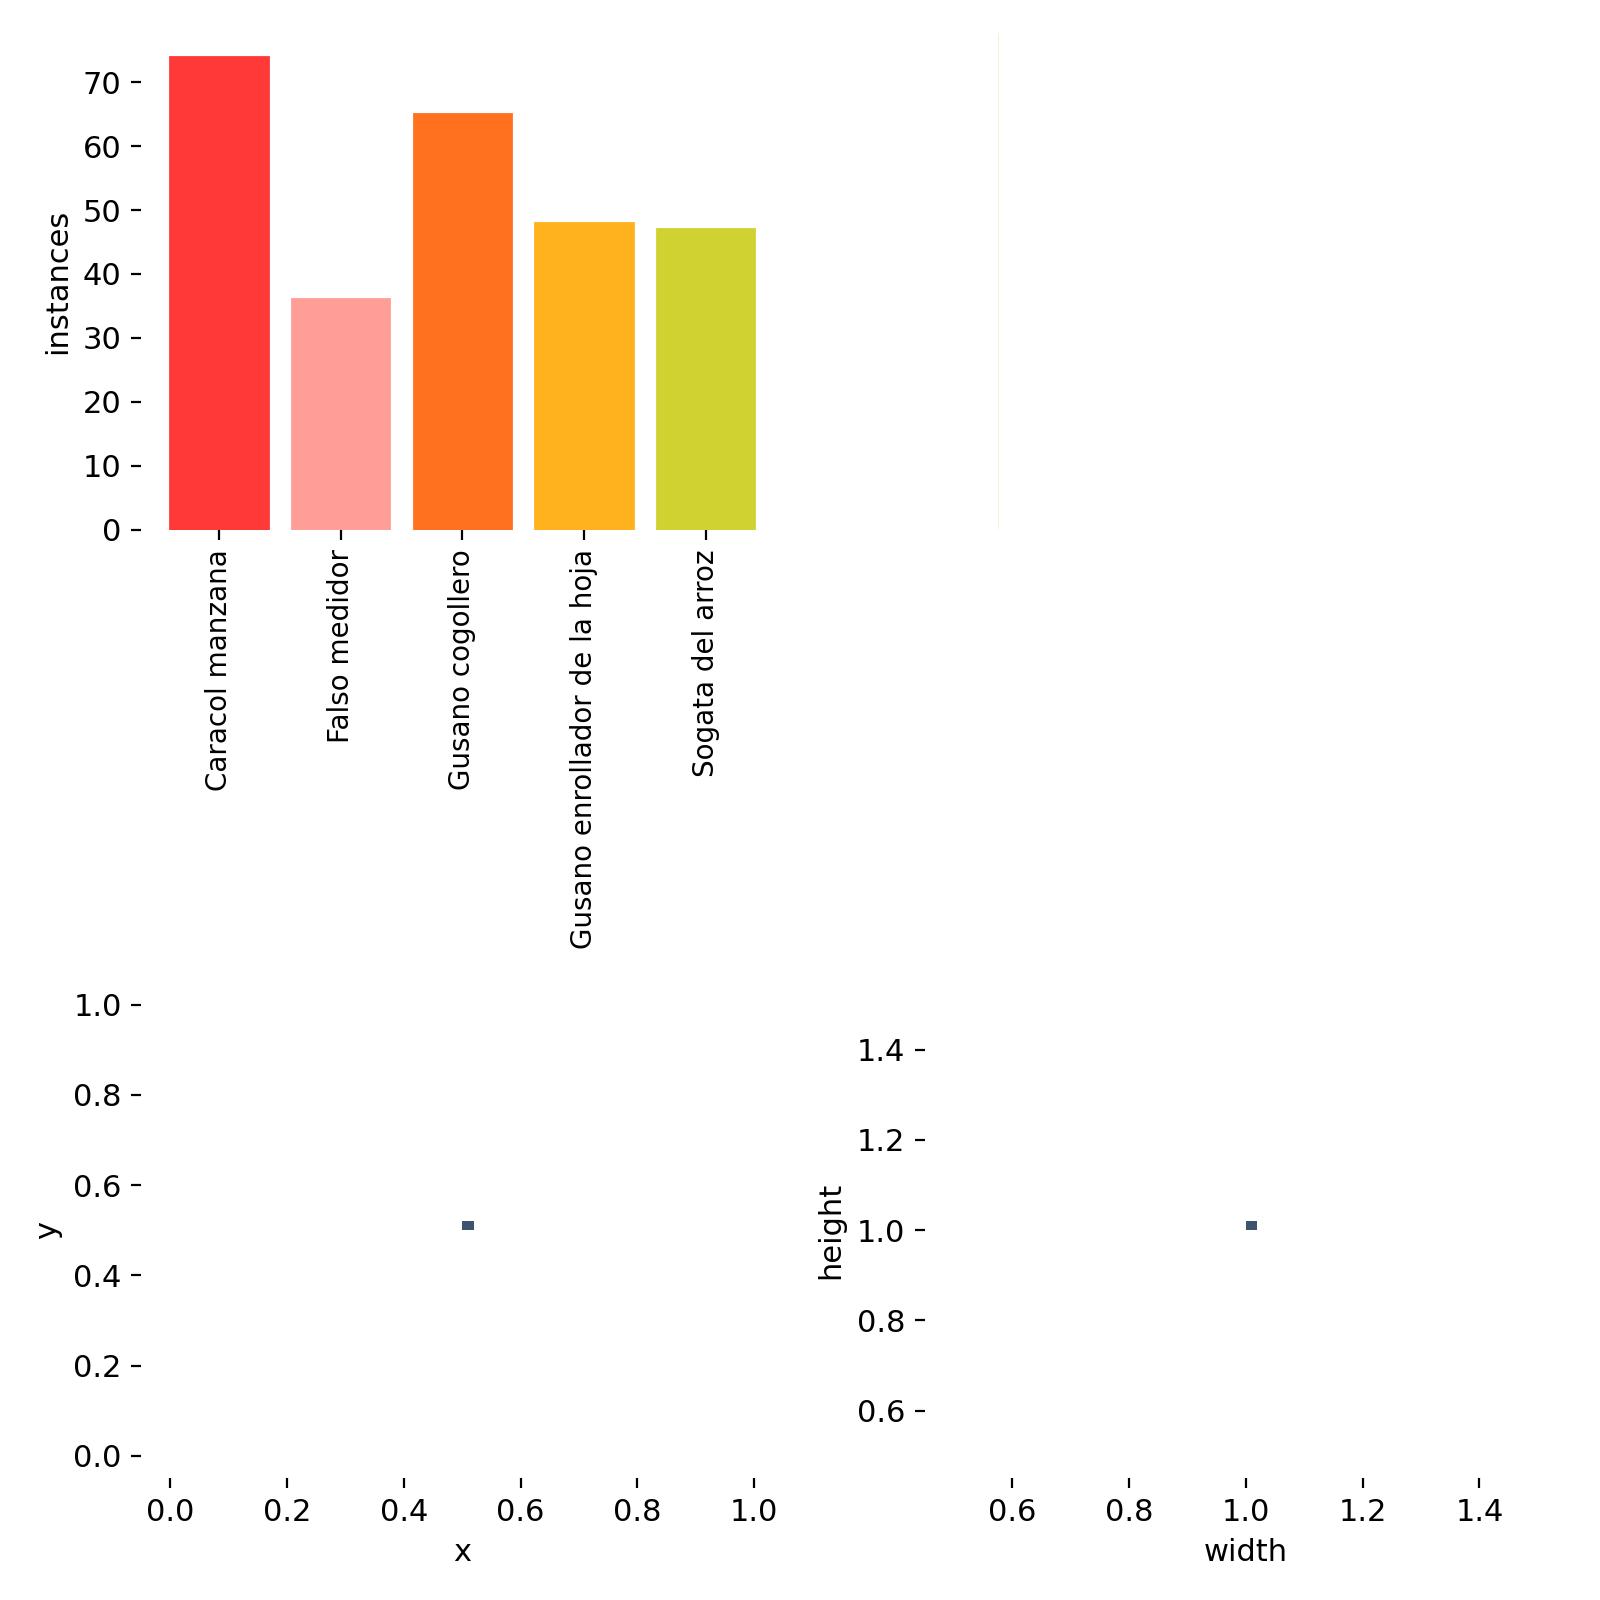 instances
70
60
50
40
30
20
10
0
Caracol manzana
Falso medidor
Gusano cogollero
Gusano enrollador de la hoja
Sogata del arroz
y
1.0
0.8
0.6
0.4
0.2
0.0
0.0 0.2 0.4 0.6 0.8 1.0
x
height
1.4
1.2
1.0
0.8
0.6
0.6 0.8 1.0 1.2 1.4
width